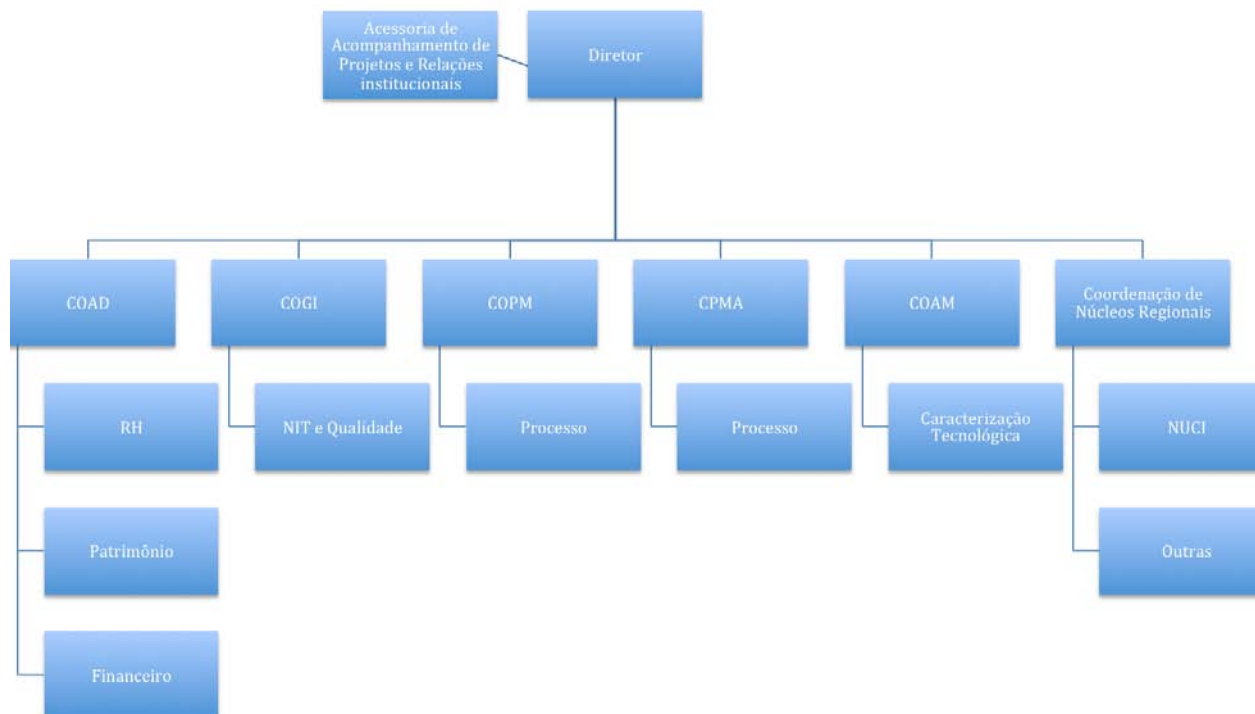 Acessoria de
Acompanhamento de
Projetos e Relações
institucionais
Diretor
COAD
COGI
COPM
CPMA
COAM
Coordenação de
Núcleos Regionais
RH
NIT e Qualidade
Processo
Processo
Caracterização
Tecnológica
NUCI
Patrimônio
Outras
Financeiro